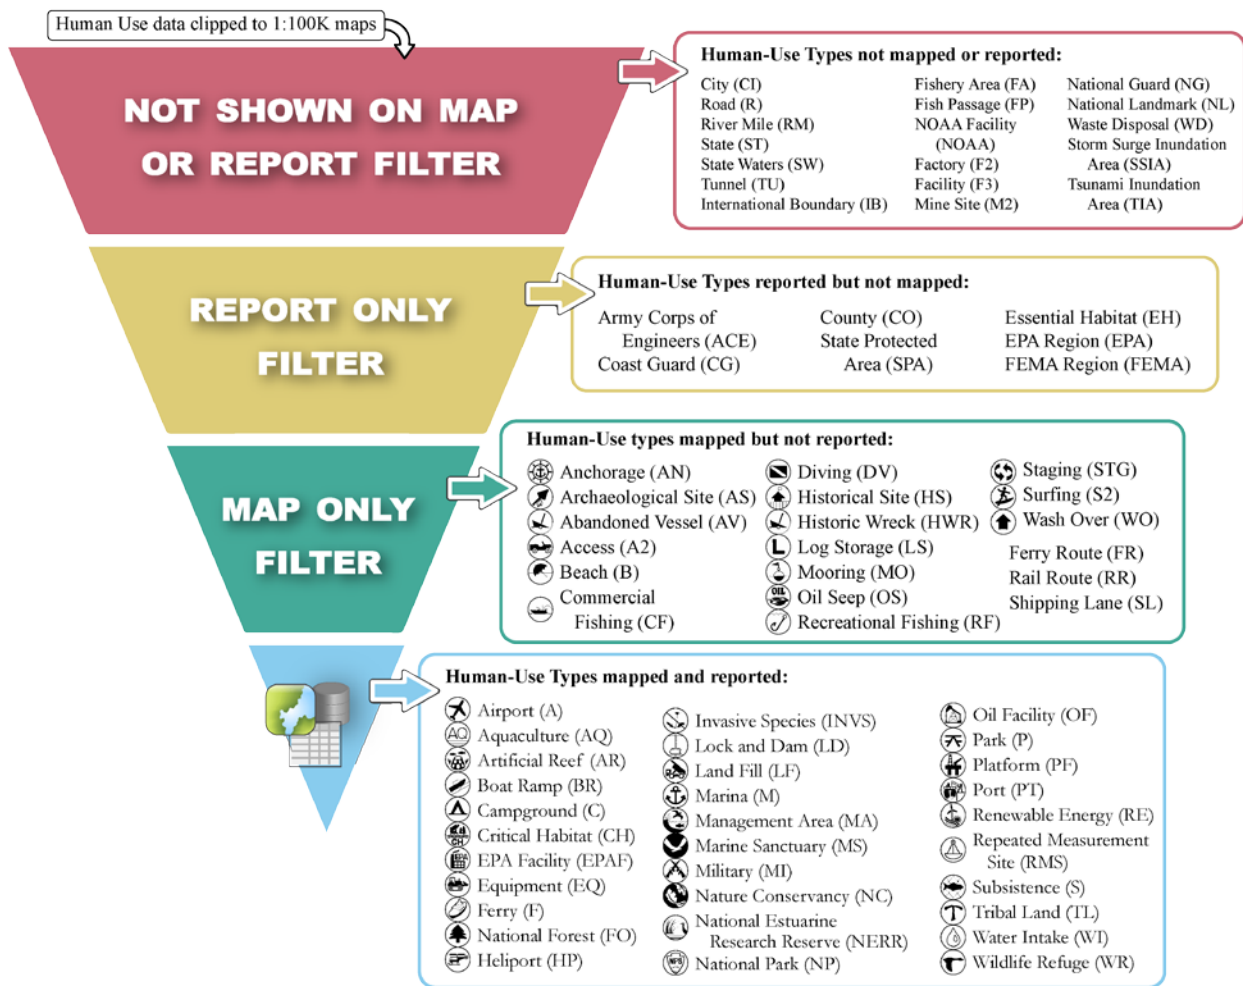 Human Use data clipped to 1:100K maps
NOT SHOWN ON MAP
OR REPORT FILTER
Human-Use Types not mapped or reported:
City (CI)
Road (R)
River Mile (RM)
State (ST)
State Waters (SW)
Tunnel (TU)
International Boundary (IB)
Fishery Area (FA)
Fish Passage (FP)
NOAA Facility
(NOAA)
Factory (F2)
Facility (F3)
Mine Site (M2)
National Guard (NG)
National Landmark (NL)
Waste Disposal (WD)
Storm Surge Inundation
Area (SSIA)
Tsunami Inundation
Area (TIA)
REPORT ONLY
FILTER
Human-Use Types reported but not mapped:
Army Corps of
Engineers (ACE)
Coast Guard (CG)
County (CO)
State Protected
Area (SPA)
Essential Habitat (EH)
EPA Region (EPA)
FEMA Region (FEMA)
MAP ONLY
FILTER
Human-Use types mapped but not reported:
Anchorage (AN)
Archaeological Site (AS)
Abandoned Vessel (AV)
Access (A2)
Beach (B)
Commercial
Fishing (CF)
Diving (DV)
Historical Site (HS)
Historic Wreck (HWR)
L
Log Storage (LS)
Mooring (MO)
OIL
Oil Seep (OS)
Recreational Fishing (RF)
Staging (STG)
Surfing (S2)
Wash Over (WO)
Ferry Route (FR)
Rail Route (RR)
Shipping Lane (SL)
Human-Use Types mapped and reported:
Airport (A)
AQ
Aquaculture (AQ)
Artificial Reef (AR)
Boat Ramp (BR)
Campground (C)
CH
Critical Habitat (CH)
EPA
EPA Facility (EPAF)
Equipment (EQ)
Ferry (F)
National Forest (FO)
Heliport (HP)
Invasive Species (INVS)
Lock and Dam (LD)
Land Fill (LF)
Marina (M)
Management Area (MA)
Marine Sanctuary (MS)
Military (MI)
Nature Conservancy (NC)
National Estuarine
Research Reserve (NERR)
NPS
National Park (NP)
Oil Facility (OF)
Park (P)
Platform (PF)
Port (PT)
Renewable Energy (RE)
Repeated Measurement
Site (RMS)
Subsistence (S)
Tribal Land (TL)
Water Intake (WI)
Wildlife Refuge (WR)